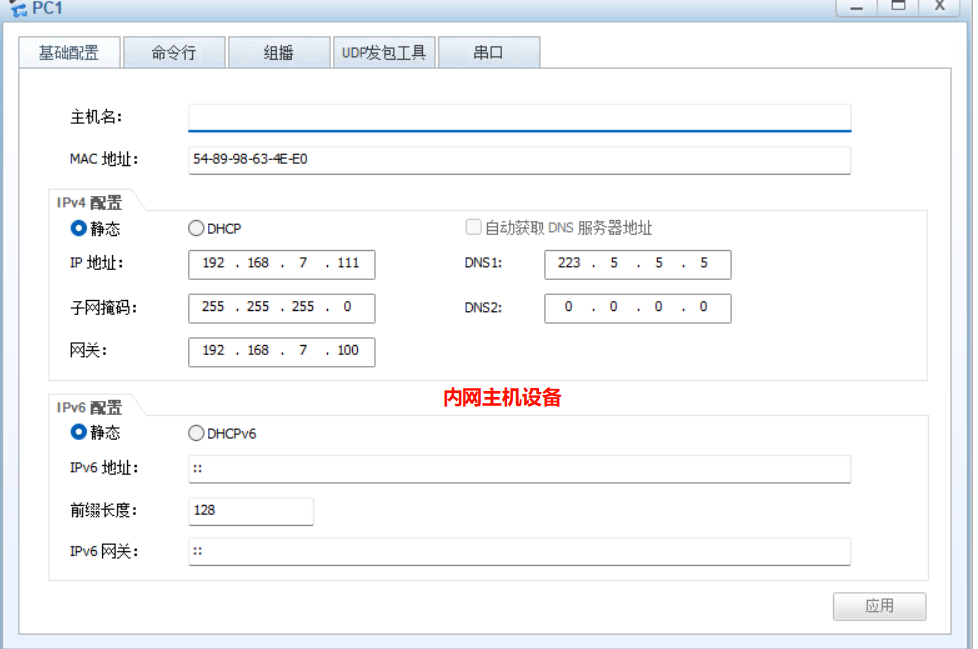 PC1
基础配置 命令行 组播 UDP发包工具 串口
主机名:
MAC 地址: 54-89-98-63-4E-E0
IPv4 配置
静态 DHCP 自动获取 DNS 服务器地址
IP 地址: 192 . 168 . 7 . 111 DNS1: 223 . 5 . 5 . 5
子网掩码: 255 . 255 . 255 . 0 DNS2: 0 . 0 . 0 . 0
网关: 192 . 168 . 7 . 100
内网主机设备
IPv6 配置
静态 DHCPv6
IPv6 地址: ::
前缀长度: 128
IPv6 网关: ::
应用